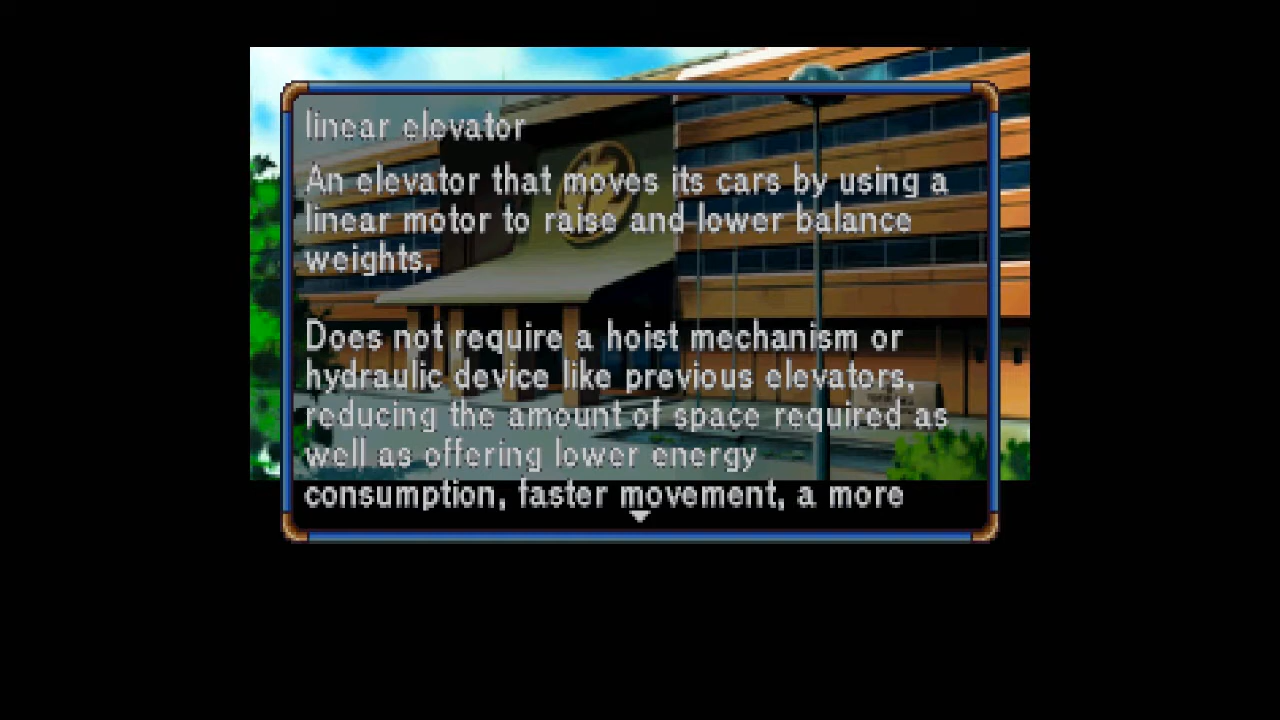 linear elevator
An elevator that moves its cars by using a
linear motor to raise and lower balance
weights.
Does not require a hoist mechanism or
hydraulic device like previous elevators,
reducing the amount of space required as
well as offering lower energy
consumption, faster movement, a more